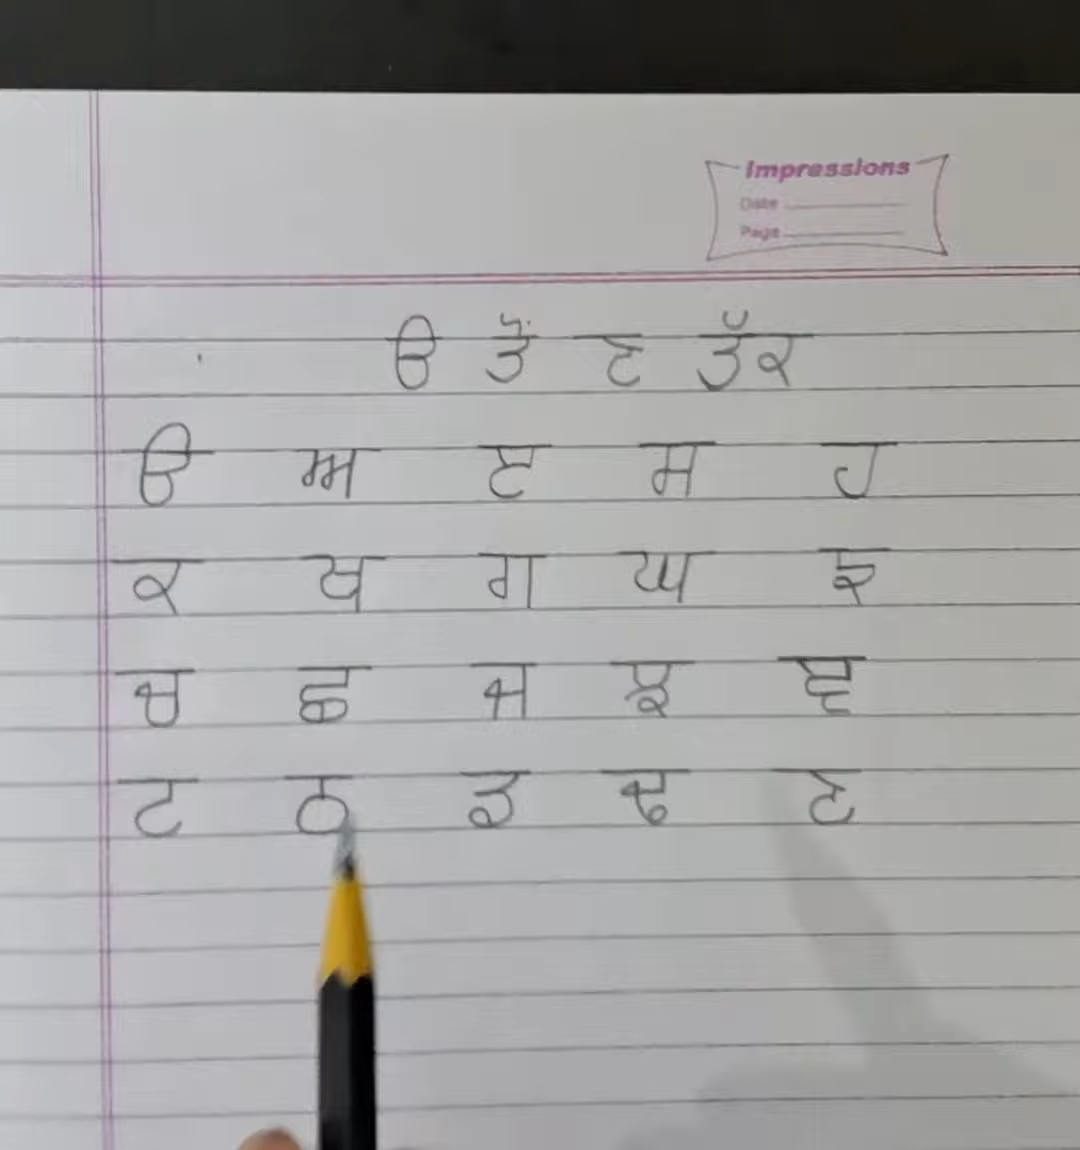 Impressions
Date
Page
ੳ ਤੋਂ ਣ ਤੱਕ
ੳ ਅ ੲ ਸ ਹ
ਕ ਖ ਗ ਘ ਙ
ਚ ਛ ਜ ਝ ਞ
ਟ ਠ ਡ ਢ ਣ